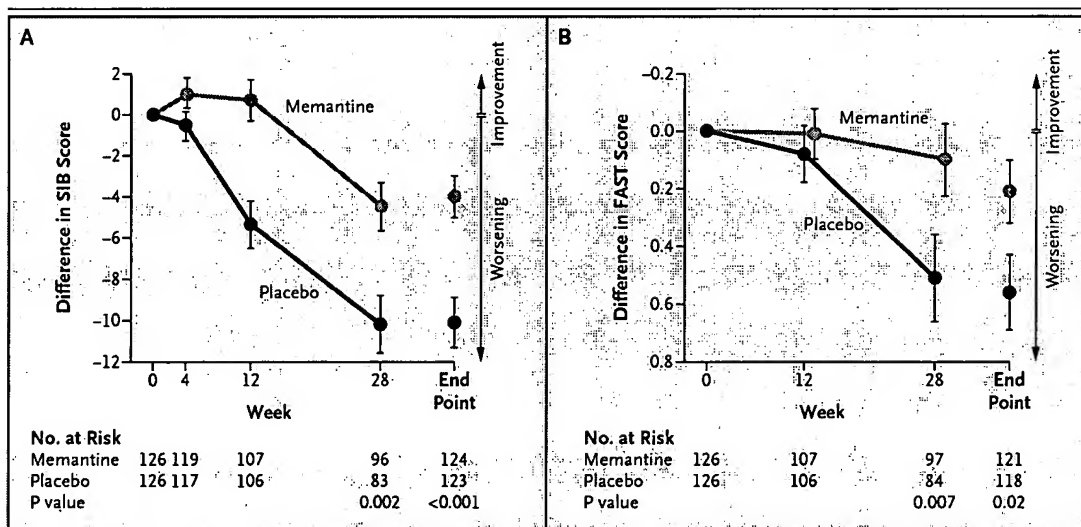 A
Difference in SIB Score
2
0
−2
−4
−6
−8
−10
−12
Memantine
Placebo
Improvement
Worsening
0 4 12 28 End
Point
Week
No. at Risk
Memantine 126 119 107 96 124
Placebo 126 117 106 83 123
P value 0.002 <0.001
B
Difference in FAST Score
−0.2
0.0
0.2
0.4
0.6
0.8
Memantine
Placebo
Improvement
Worsening
0 12 28 End
Point
Week
No. at Risk
Memantine 126 107 97 121
Placebo 126 106 84 118
P value 0.007 0.02